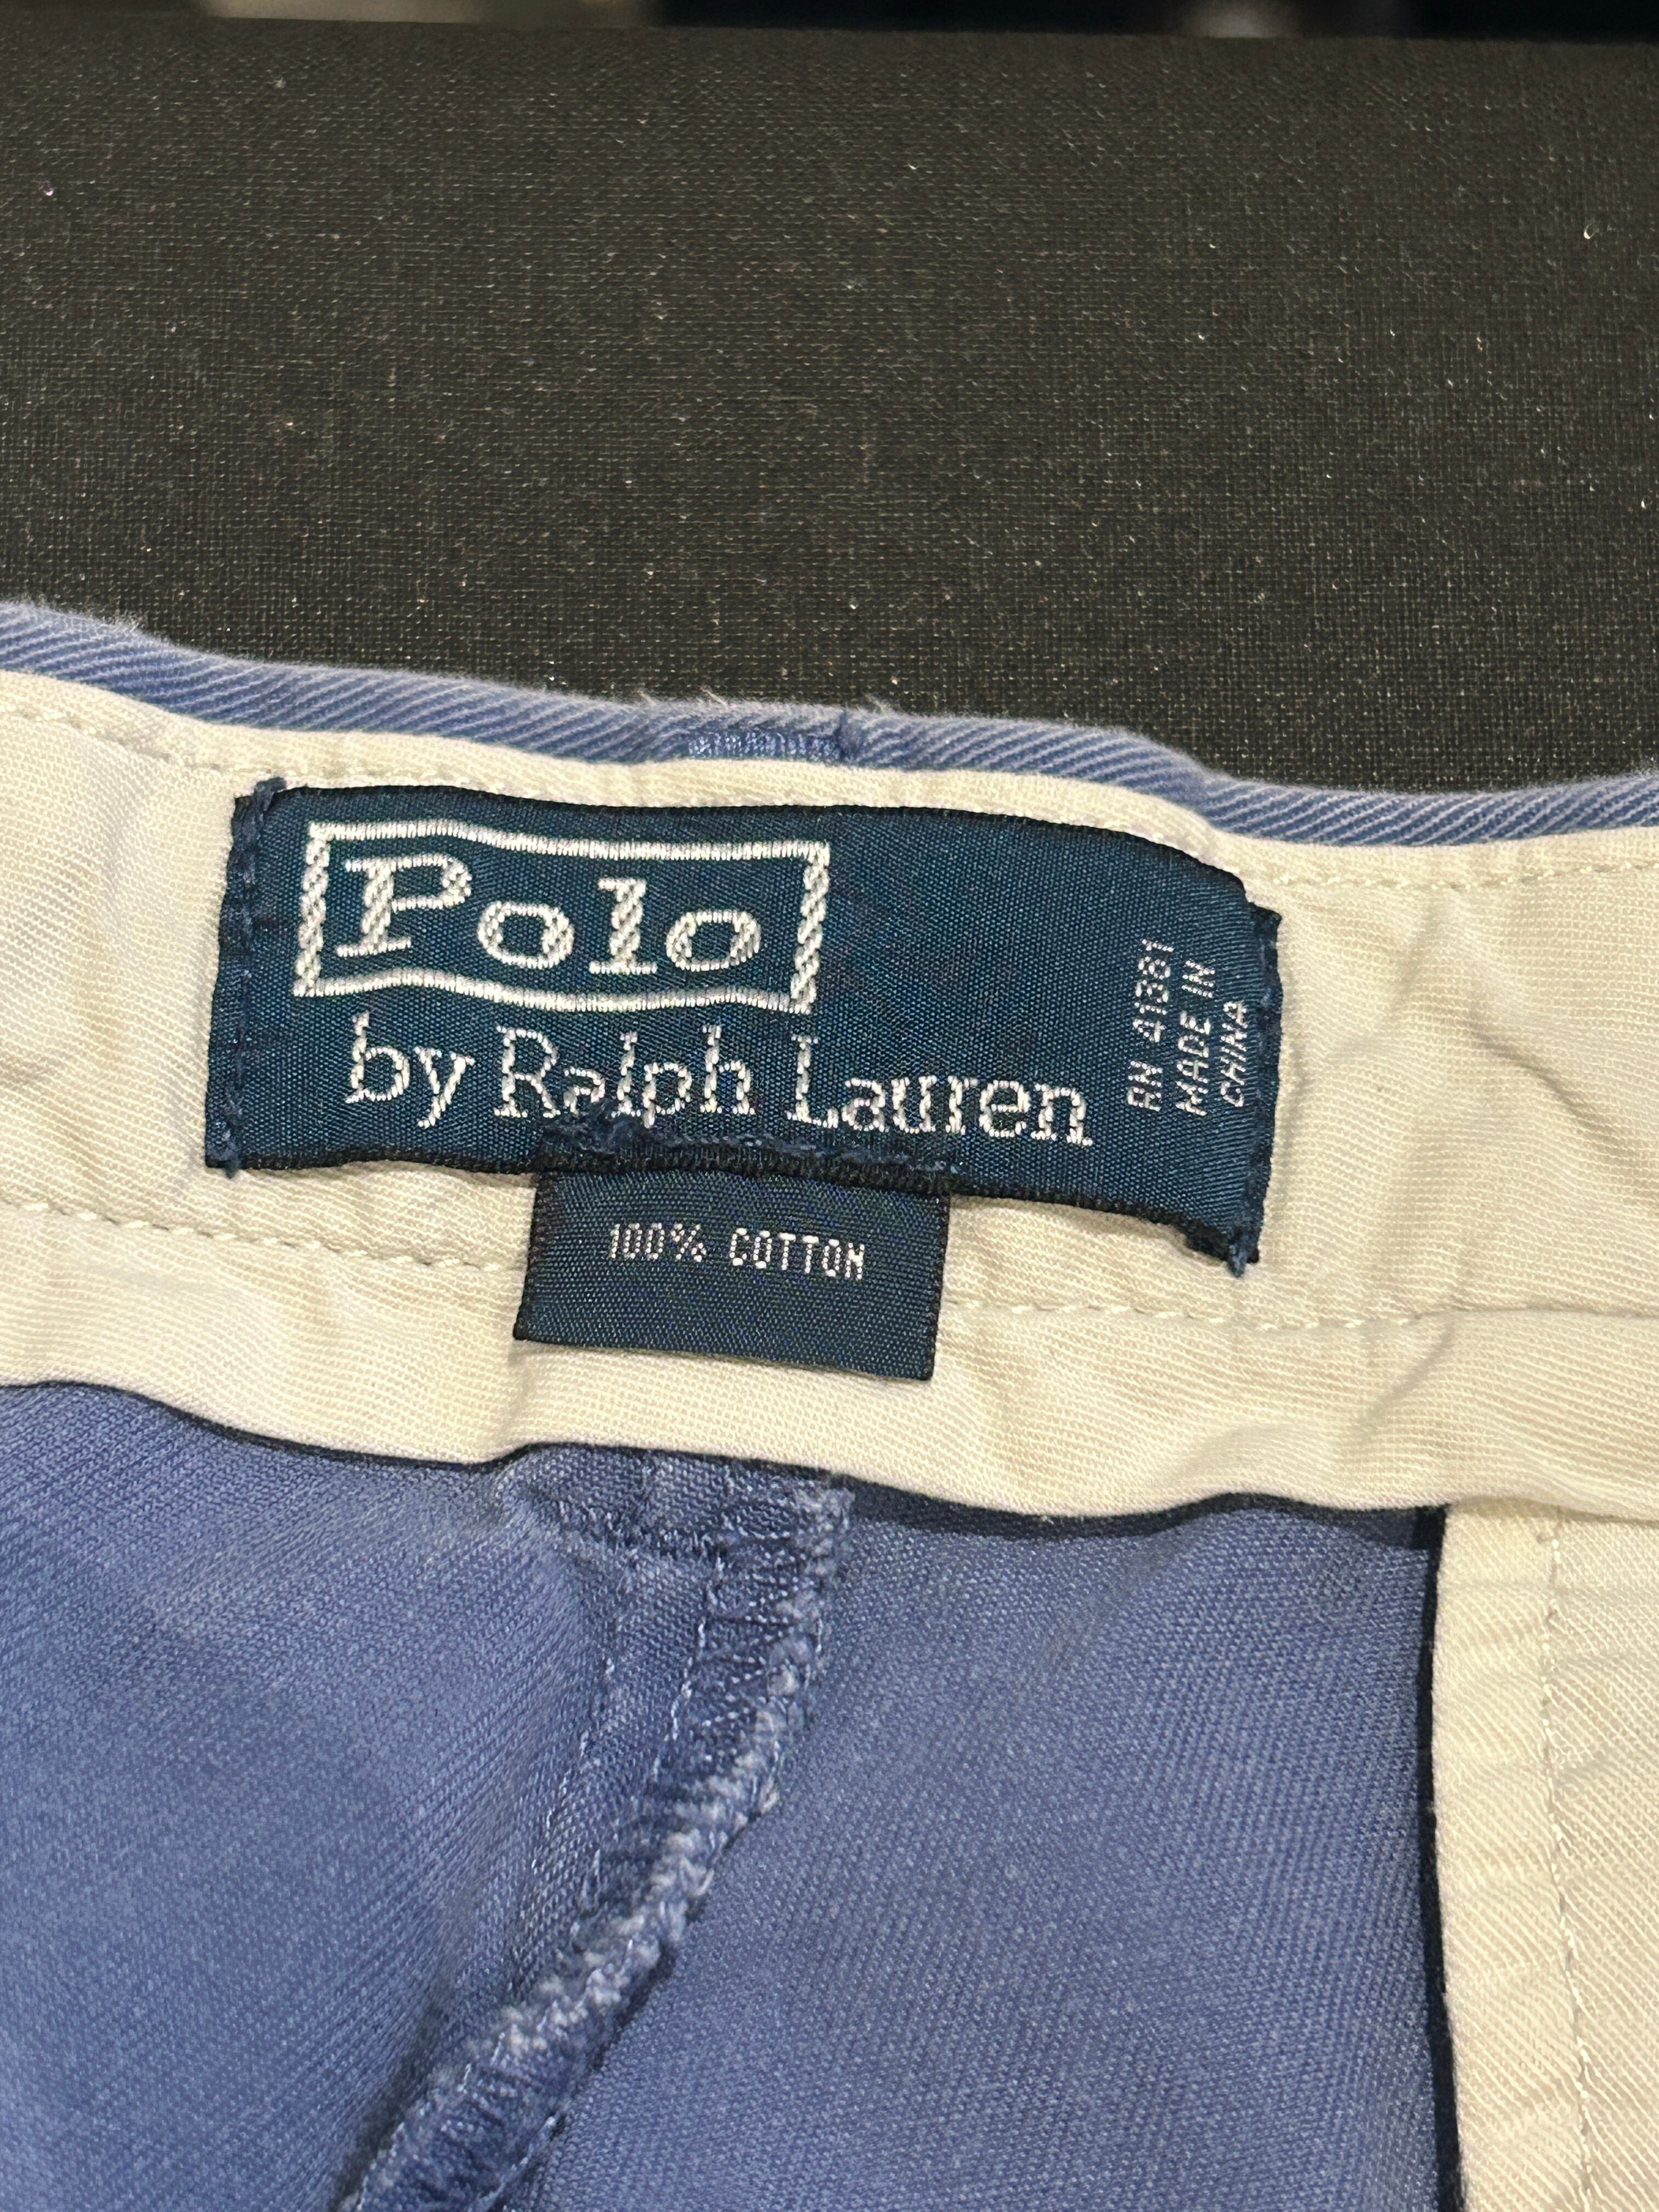 Polo
by Ralph Lauren
RN 41381
MADE IN
CHINA
100% COTTON